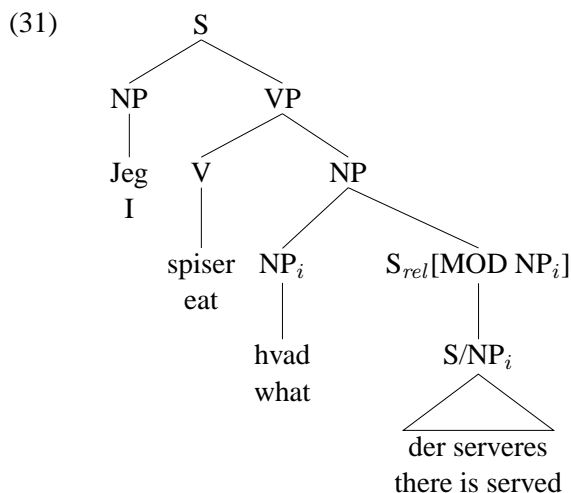 (31) S
NP VP
Jeg V NP
I
spiser NP_i S_rel[MOD NP_i]
eat
hvad S/NP_i
what
der serveres
there is served